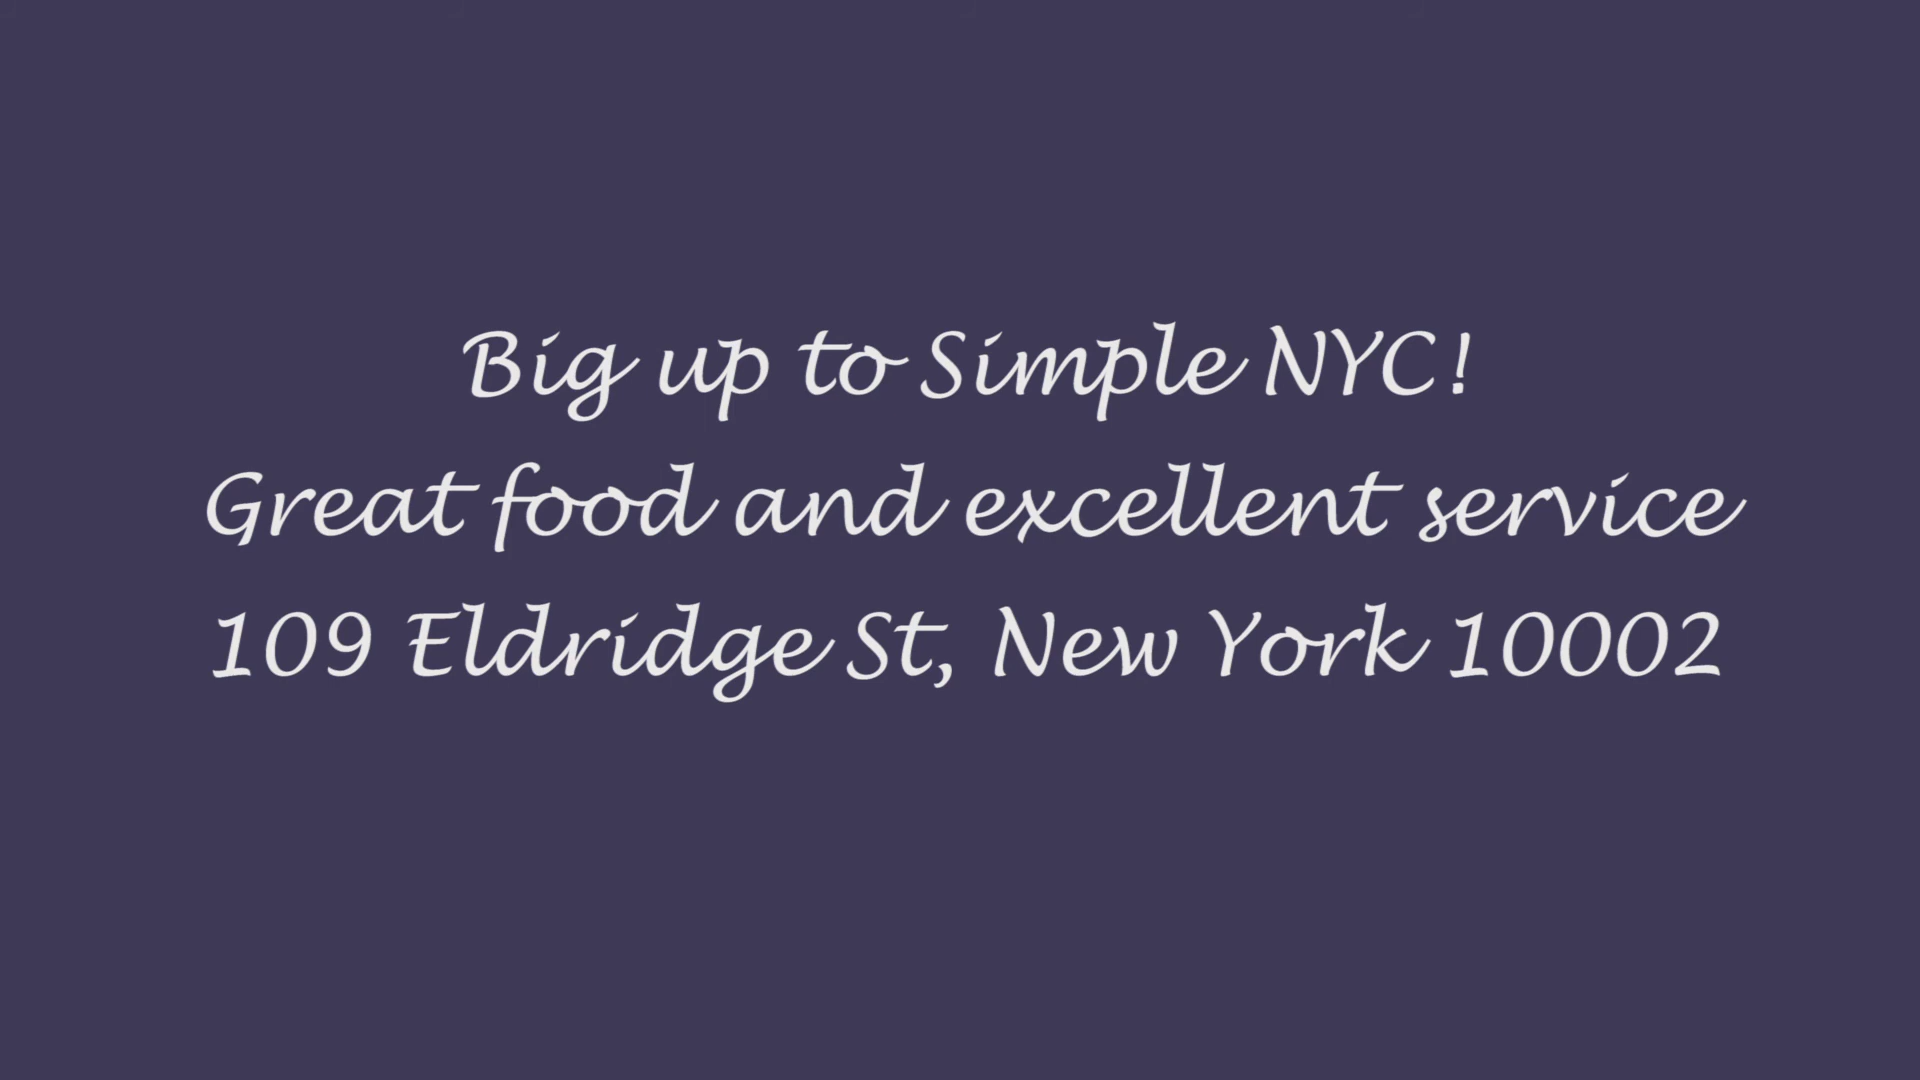 Big up to Simple NYC!
Great food and excellent service
109 Eldridge St, New York 10002